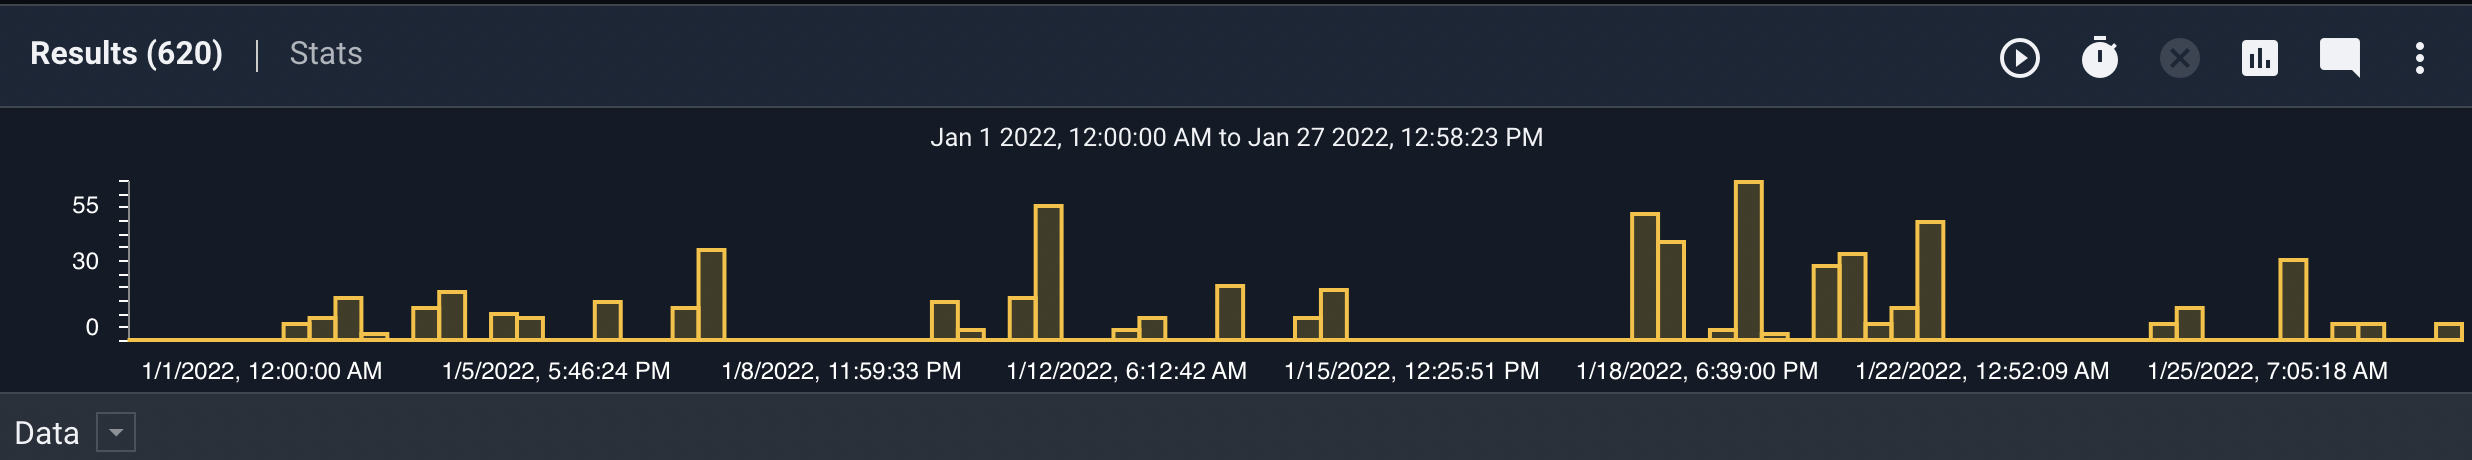 Results (620) | Stats
Jan 1 2022, 12:00:00 AM to Jan 27 2022, 12:58:23 PM
55
30
0
1/1/2022, 12:00:00 AM 1/5/2022, 5:46:24 PM 1/8/2022, 11:59:33 PM 1/12/2022, 6:12:42 AM 1/15/2022, 12:25:51 PM 1/18/2022, 6:39:00 PM 1/22/2022, 12:52:09 AM 1/25/2022, 7:05:18 AM
Data